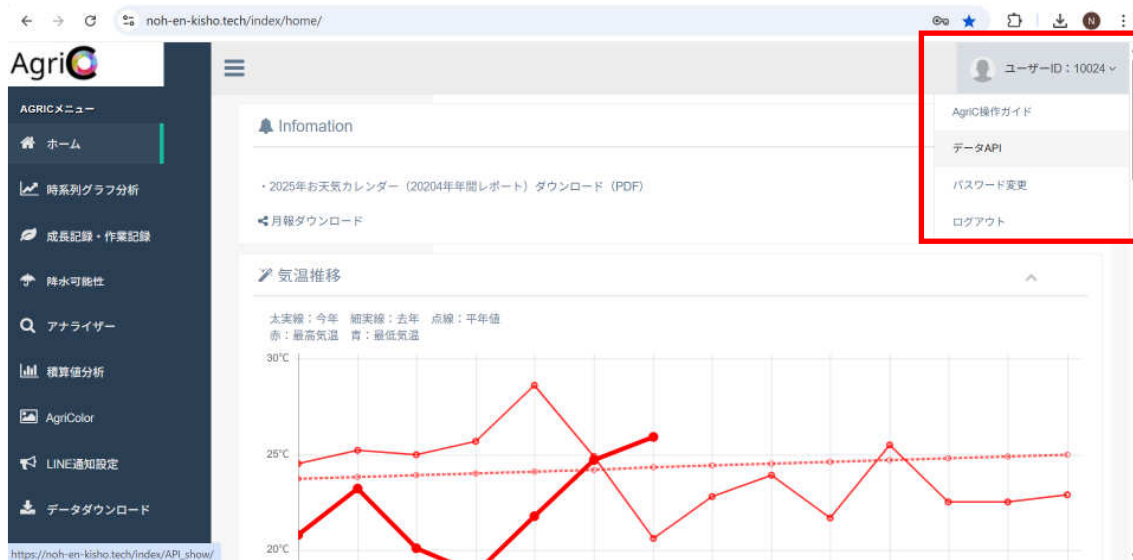 noh-en-kisho.tech/index/home/
N
AgriC
ユーザーID：10024
AGRICメニュー
ホーム
時系列グラフ分析
成長記録・作業記録
降水可能性
アナライザー
積算値分析
AgriColor
LINE通知設定
データダウンロード
AgriC操作ガイド
データAPI
パスワード変更
ログアウト
Infomation
・2025年お天気カレンダー（20204年年間レポート）ダウンロード（PDF）
月報ダウンロード
気温推移
太実線：今年 細実線：去年 点線：平年値
赤：最高気温 青：最低気温
30°C
25°C
20°C
https://noh-en-kisho.tech/index/API_show/